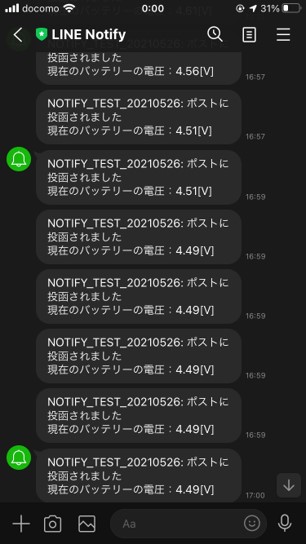 docomo 0:00 31%
LINE Notify
投函されました
現在のバッテリーの電圧：4.56[V]
16:57
NOTIFY_TEST_20210526: ポストに
投函されました
現在のバッテリーの電圧：4.51[V]
16:57
NOTIFY_TEST_20210526: ポストに
投函されました
現在のバッテリーの電圧：4.51[V]
16:59
NOTIFY_TEST_20210526: ポストに
投函されました
現在のバッテリーの電圧：4.49[V]
16:59
NOTIFY_TEST_20210526: ポストに
投函されました
現在のバッテリーの電圧：4.49[V]
16:59
NOTIFY_TEST_20210526: ポストに
投函されました
現在のバッテリーの電圧：4.49[V]
16:59
NOTIFY_TEST_20210526: ポストに
投函されました
現在のバッテリーの電圧：4.49[V]
16:59
NOTIFY_TEST_20210526: ポストに
投函されました
現在のバッテリーの電圧：4.49[V]
17:00
Aa